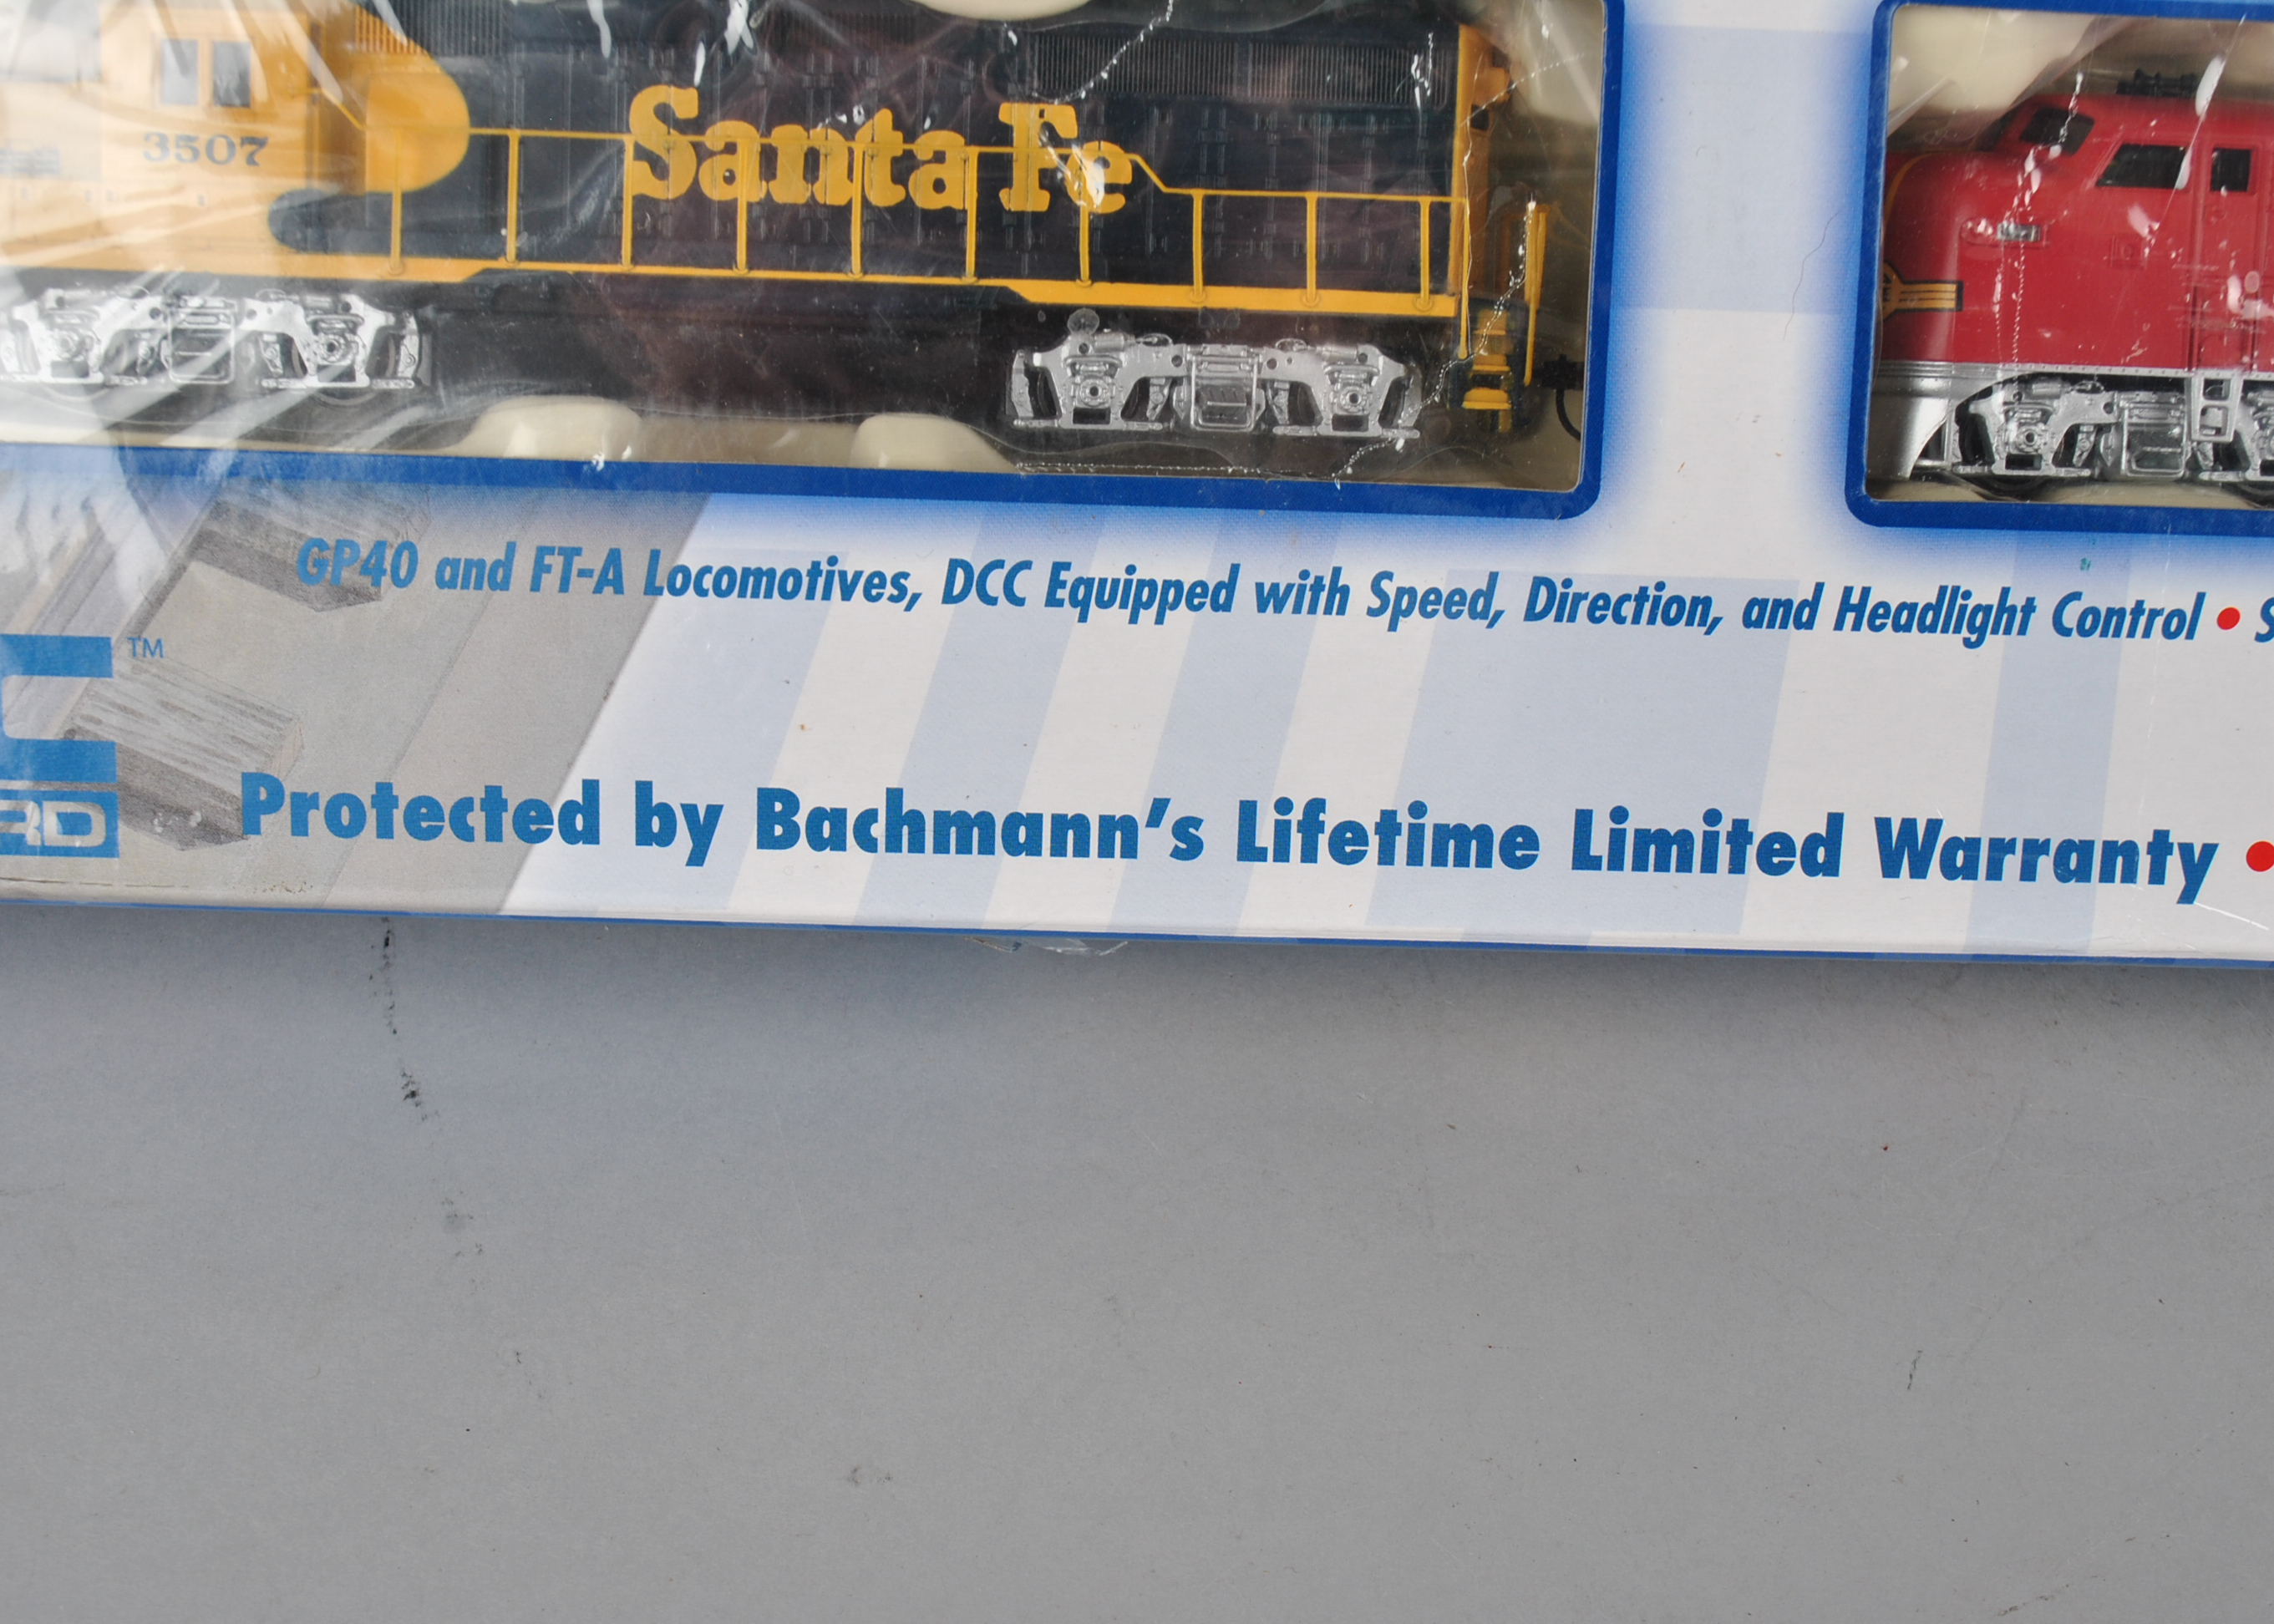 3507
Santa Fe
GP40 and FT-A Locomotives, DCC Equipped with Speed, Direction, and Headlight Control • S
TM
RD
Protected by Bachmann's Lifetime Limited Warranty •